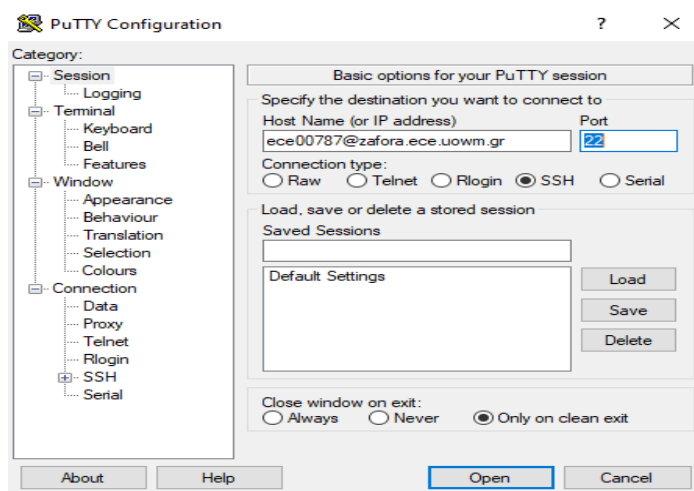 PuTTY Configuration ? ×
Category:
Session
Logging
Terminal
Keyboard
Bell
Features
Window
Appearance
Behaviour
Translation
Selection
Colours
Connection
Data
Proxy
Telnet
Rlogin
SSH
Serial
Basic options for your PuTTY session
Specify the destination you want to connect to
Host Name (or IP address) Port
ece00787@zafora.ece.uowm.gr 22
Connection type:
Raw Telnet Rlogin SSH Serial
Load, save or delete a stored session
Saved Sessions
Default Settings
Load
Save
Delete
Close window on exit:
Always Never Only on clean exit
About Help Open Cancel